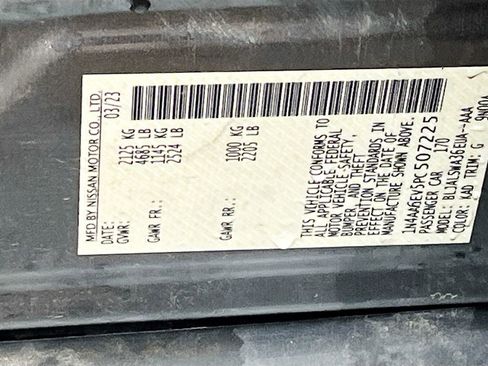 MFD BY NISSAN MOTOR CO., LTD.
DATE: 03/23
GVWR: 2125 KG
4685 LB
GAWR FR.: 1145 KG
2524 LB
GAWR RR.: 1000 KG
2205 LB
THIS VEHICLE CONFORMS TO
ALL APPLICABLE FEDERAL
MOTOR VEHICLE-SAFETY,
BUMPER, AND THEFT
PREVENTION STANDARDS IN
EFFECT ON THE DATE OF
MANUFACTURE SHOWN ABOVE.
1N4AA6EV5PC507225
PASSENGER CAR 170
MODEL: BLJALSWA36EUA--AAA
COLOR: KAD TRIM: G 9N00A